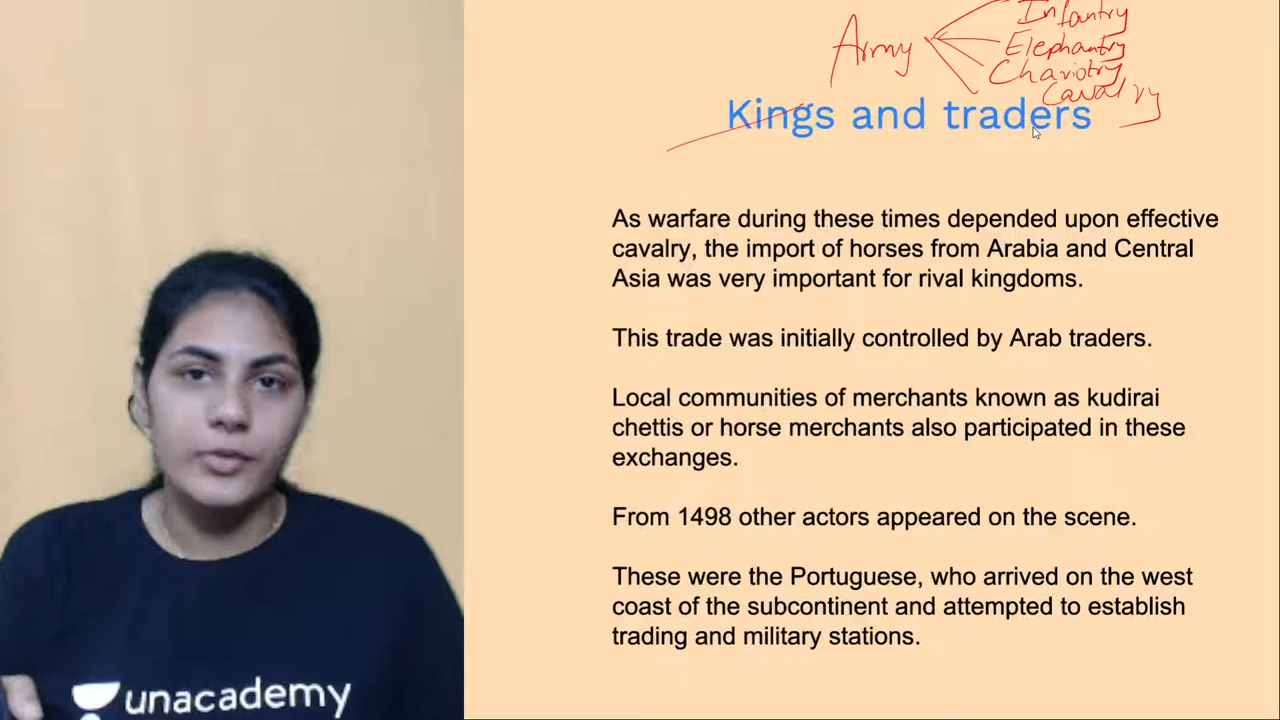 Infantry
Army
Elephantry
Chariotry
Cavalry
Kings and traders
As warfare during these times depended upon effective
cavalry, the import of horses from Arabia and Central
Asia was very important for rival kingdoms.
This trade was initially controlled by Arab traders.
Local communities of merchants known as kudirai
chettis or horse merchants also participated in these
exchanges.
From 1498 other actors appeared on the scene.
These were the Portuguese, who arrived on the west
coast of the subcontinent and attempted to establish
trading and military stations.
unacademy